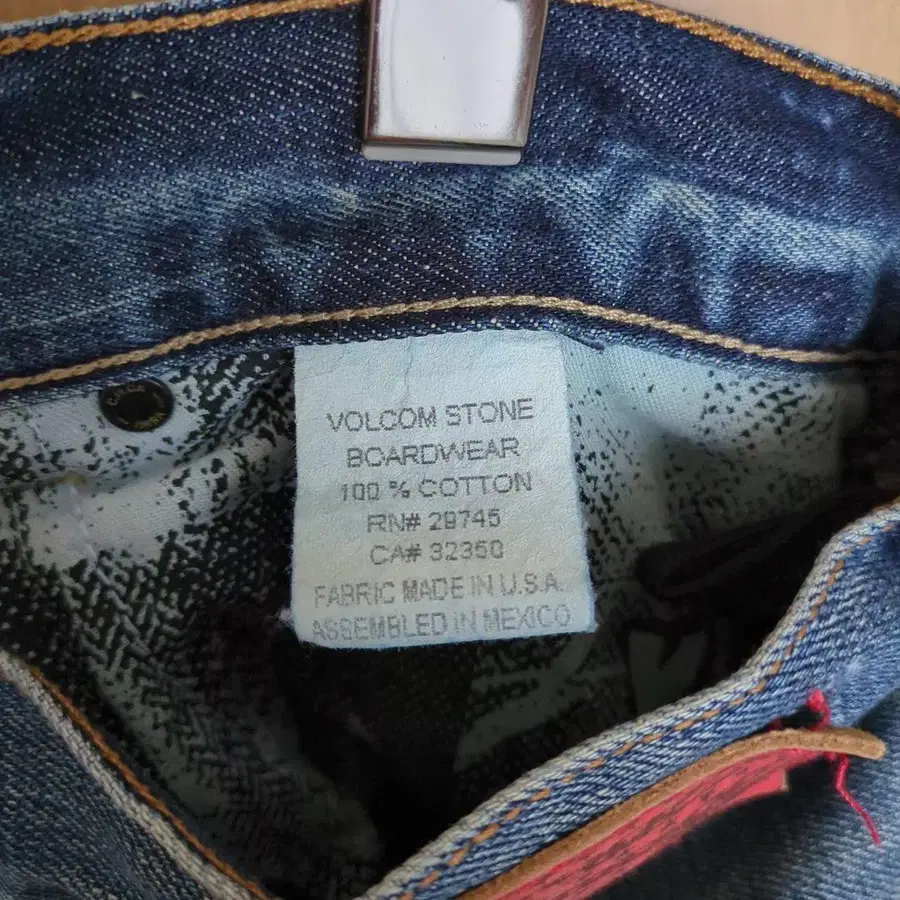 VOLCOM STONE
BOARDWEAR
100 % COTTON
RN# 29745
CA# 32350
FABRIC MADE IN U.S.A.
ASSEMBLED IN MEXICO